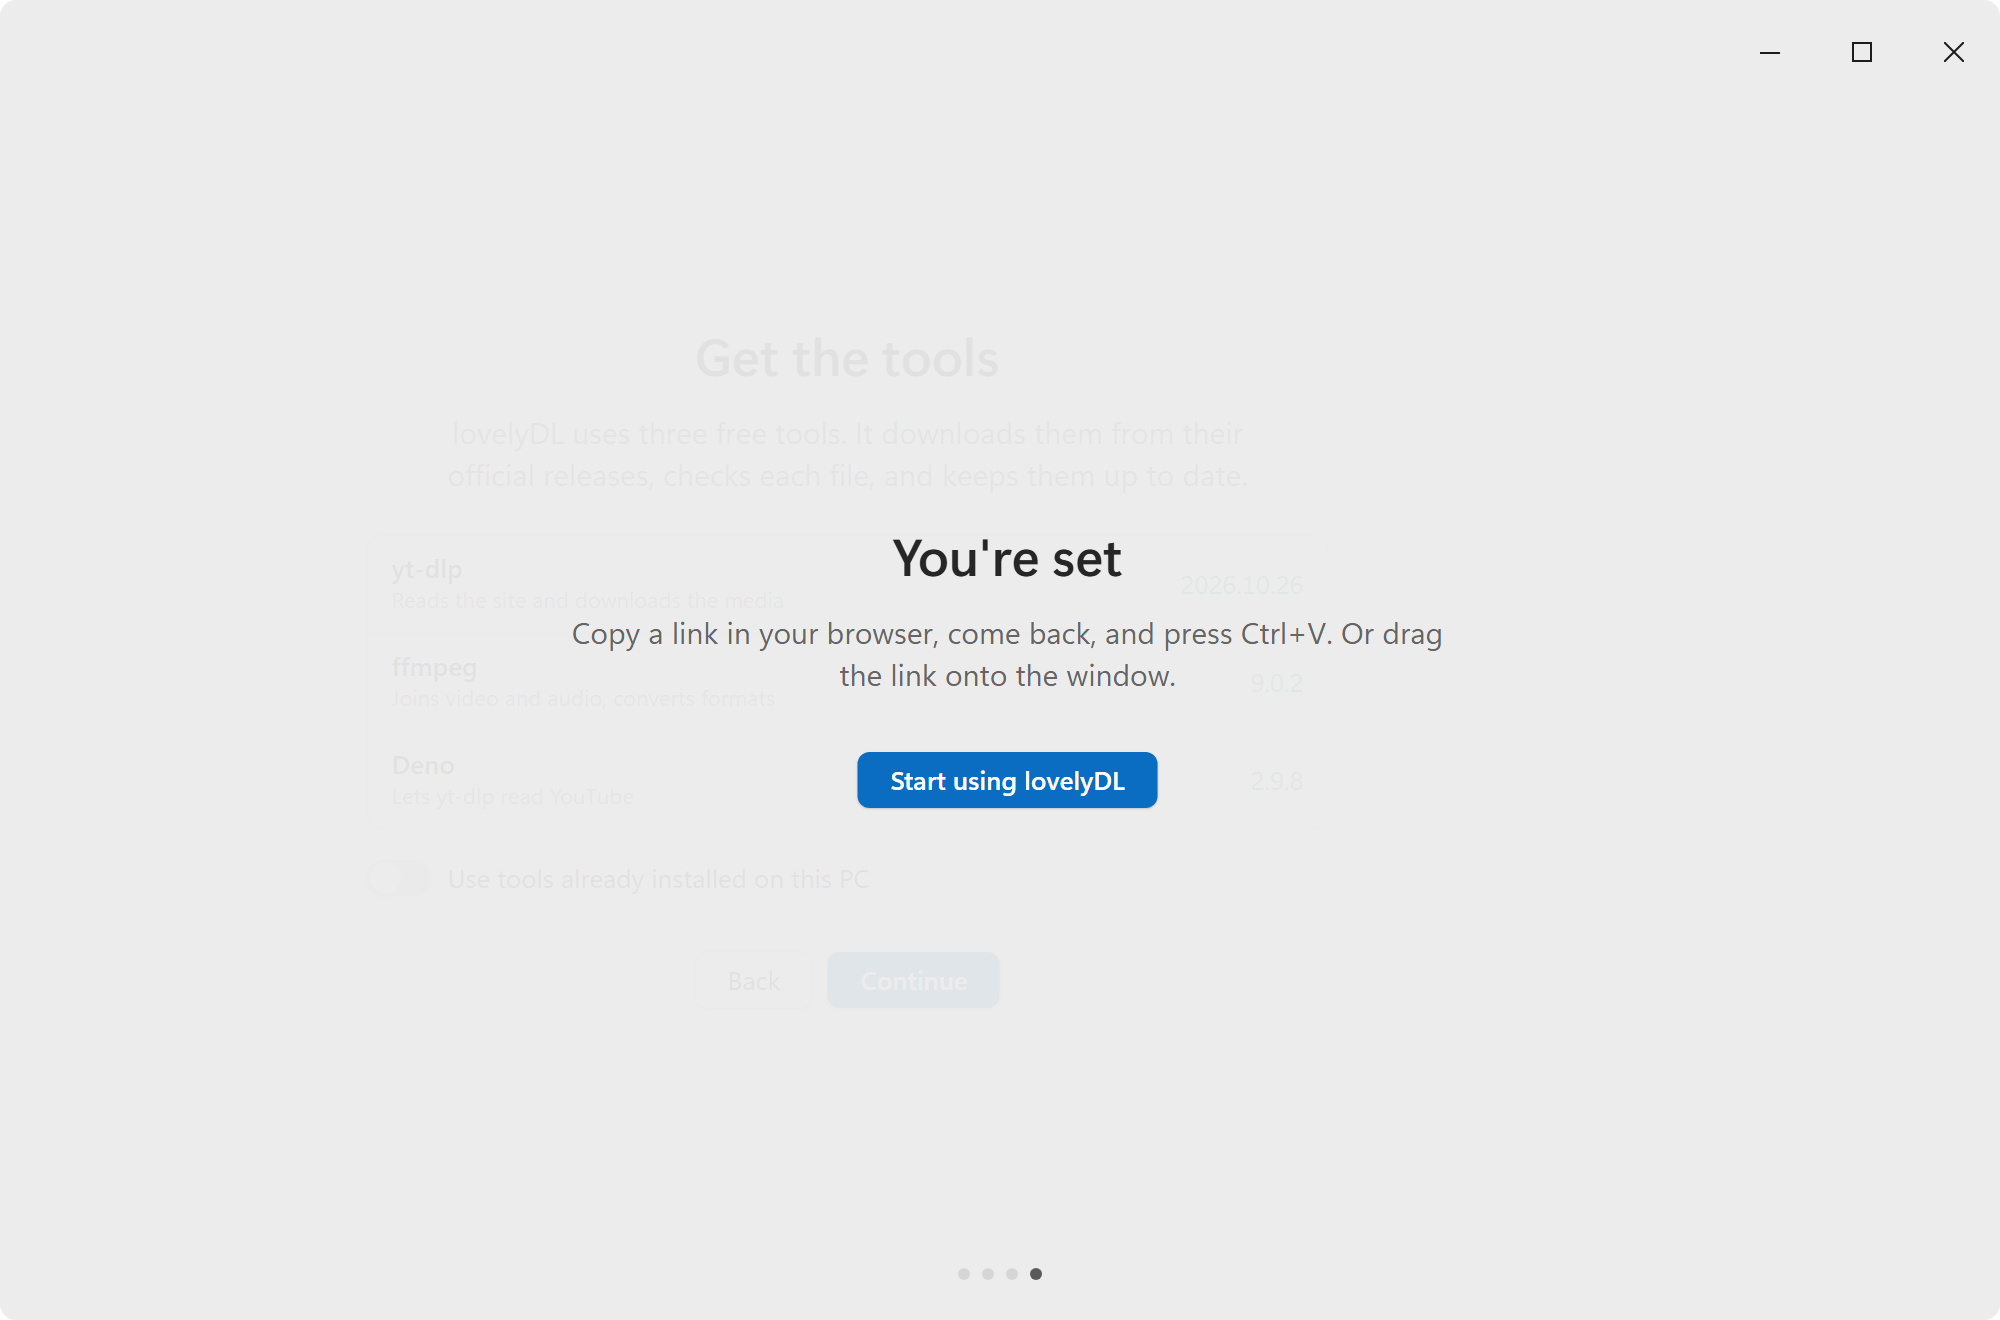 Get the tools
lovelyDL uses three free tools. It downloads them from their
official releases, checks each file, and keeps them up to date.
You're set
yt-dlp
2026.10.26
Reads the site and downloads the media
Copy a link in your browser, come back, and press Ctrl+V. Or drag
the link onto the window.
ffmpeg
9.0.2
Joins video and audio, converts formats
Start using lovelyDL
Deno
2.9.8
Lets yt-dlp read YouTube
Use tools already installed on this PC
Back
Continue